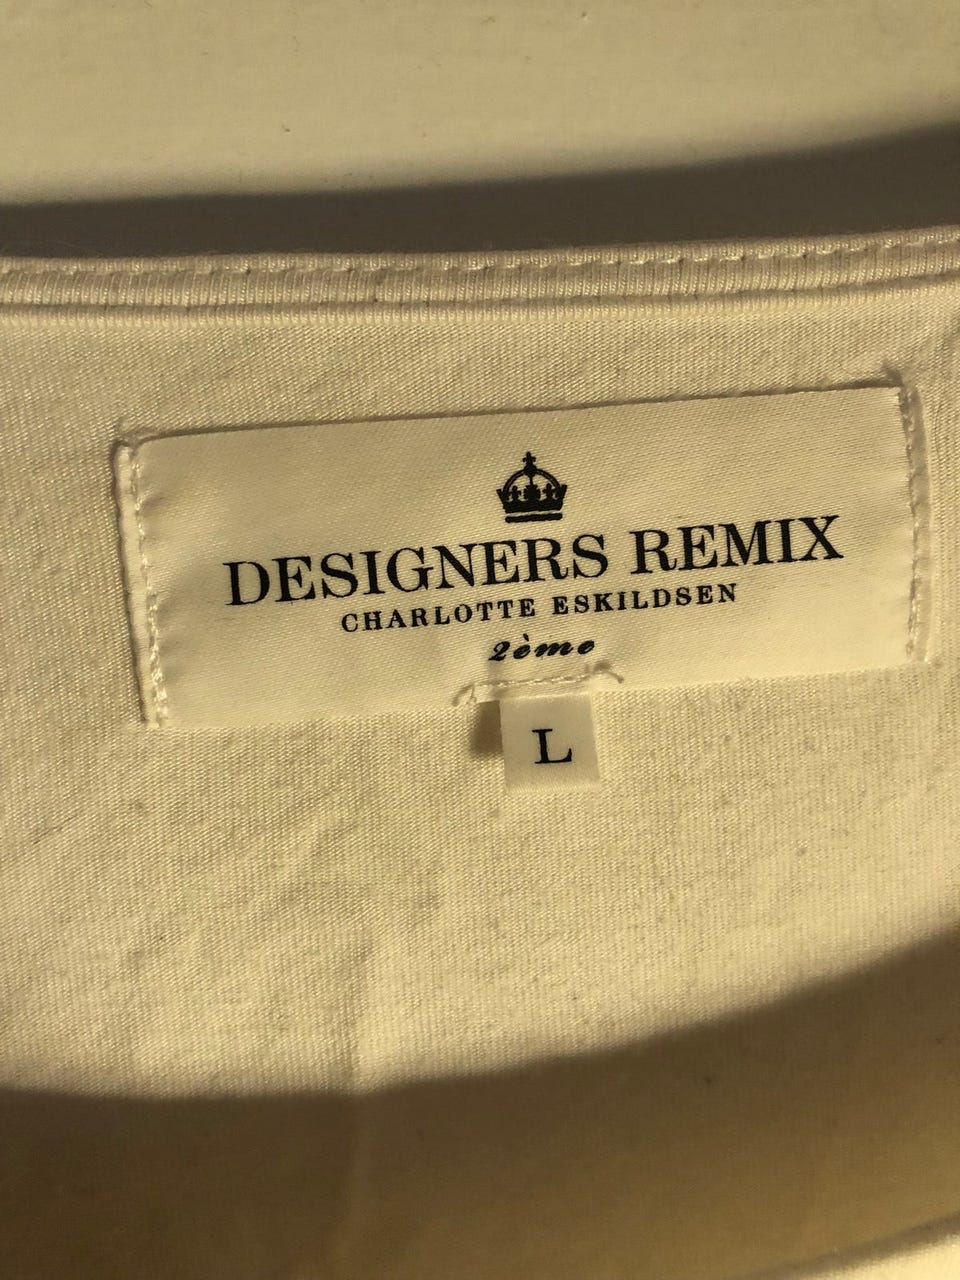 DESIGNERS REMIX
CHARLOTTE ESKILDSEN
2ème
L